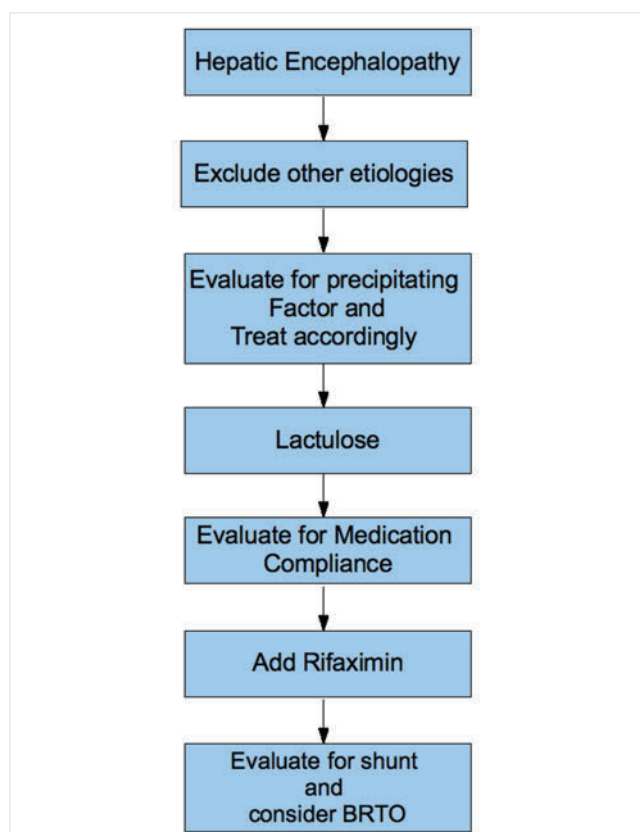 Hepatic Encephalopathy
Exclude other etiologies
Evaluate for precipitating
Factor and
Treat accordingly
Lactulose
Evaluate for Medication
Compliance
Add Rifaximin
Evaluate for shunt
and
consider BRTO